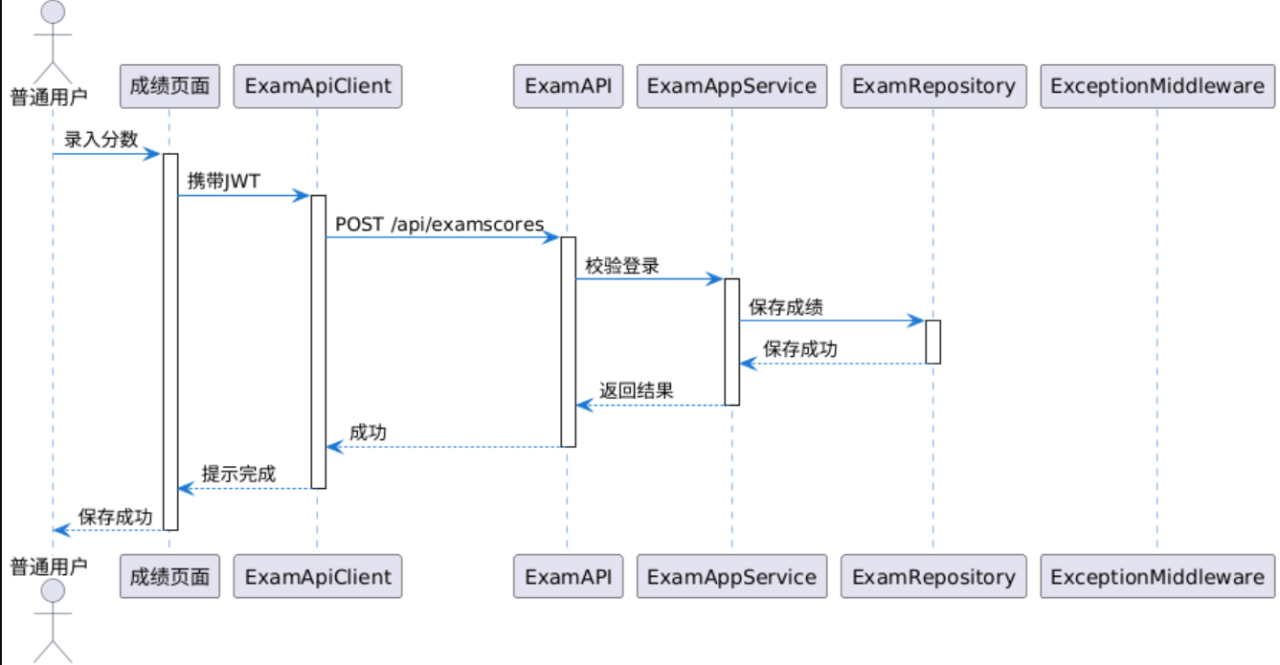 普通用户
成绩页面
ExamApiClient
ExamAPI
ExamAppService
ExamRepository
ExceptionMiddleware
录入分数
携带JWT
POST /api/examscores
校验登录
保存成绩
保存成功
返回结果
成功
提示完成
保存成功
普通用户
成绩页面
ExamApiClient
ExamAPI
ExamAppService
ExamRepository
ExceptionMiddleware